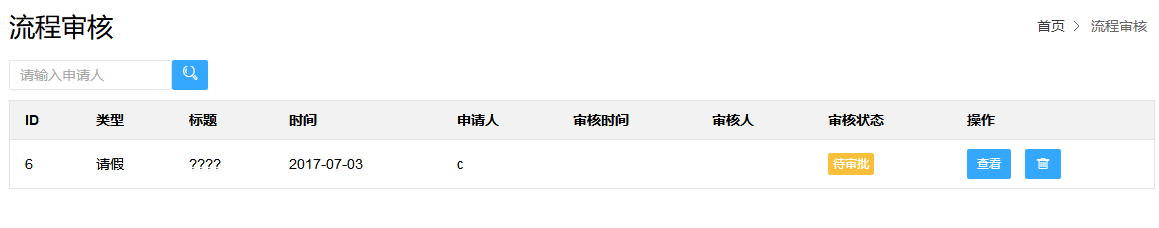 流程审核
首页 > 流程审核
请输入申请人
ID 类型 标题 时间 申请人 审核时间 审核人 审核状态 操作
6 请假 ???? 2017-07-03 c 待审批 查看